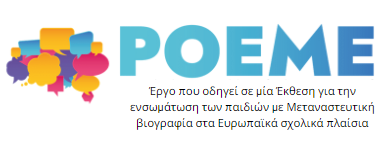 POEME
Έργο που οδηγεί σε μία Έκθεση για την
ενσωμάτωση των παιδιών με Μεταναστευτική
βιογραφία στα Ευρωπαϊκά σχολικά πλαίσια